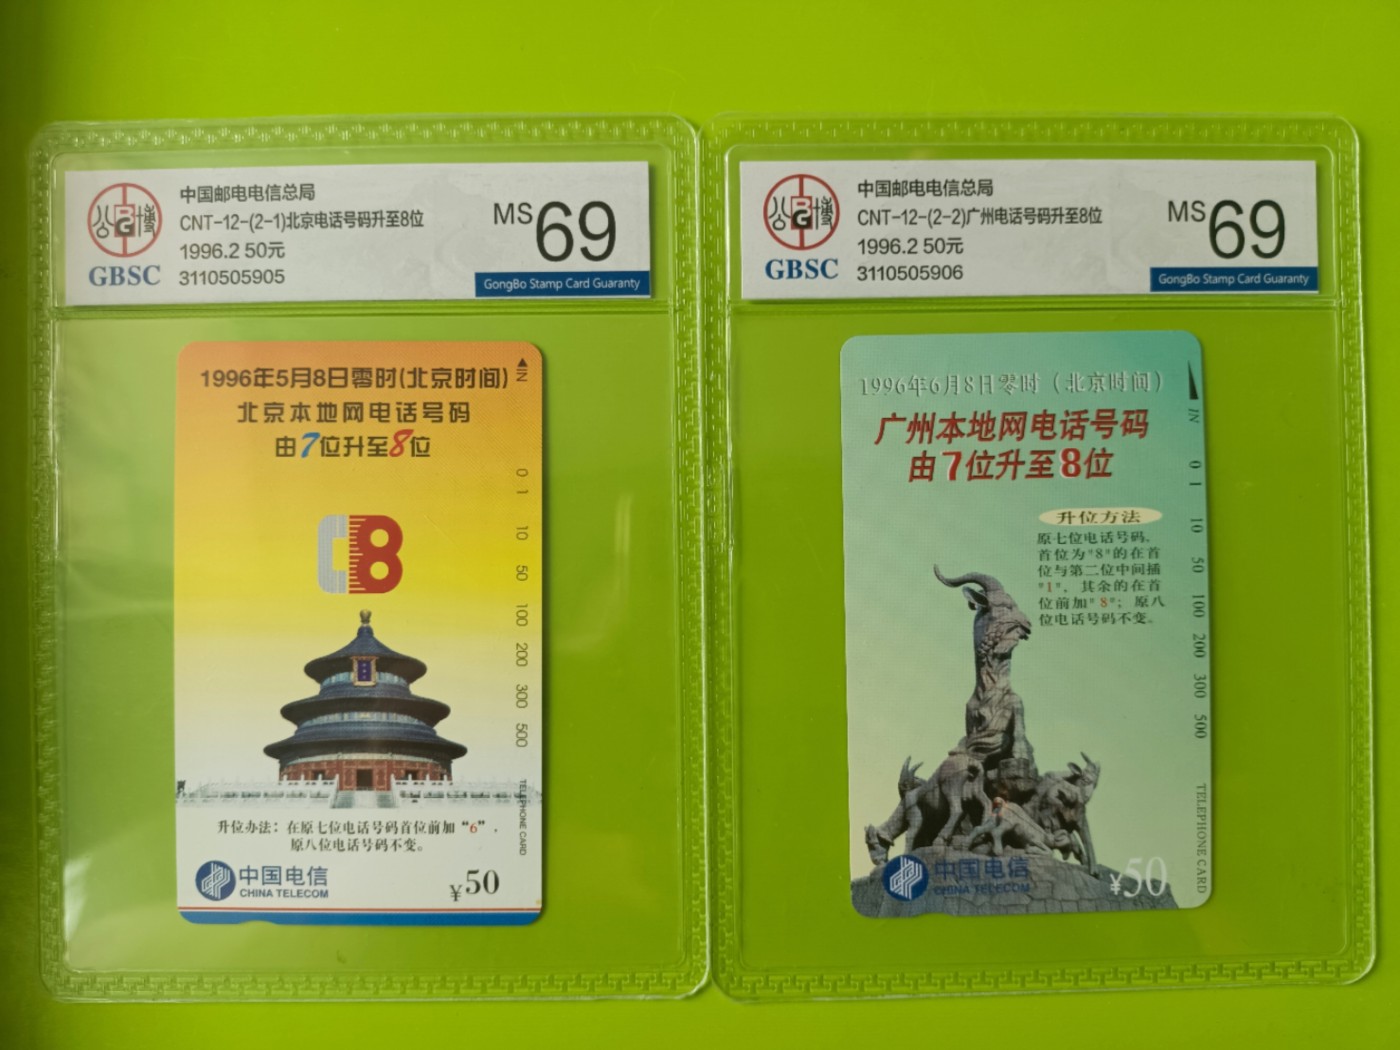 公博
BG
GBSC
中国邮电电信总局
CNT-12-(2-1)北京电话号码升至8位
1996.2 50元
3110505905
MS 69
GongBo Stamp Card Guaranty
1996年5月8日零时(北京时间)
北京本地网电话号码
由7位升至8位
8
升位办法：在原七位电话号码首位前加“6”，
原八位电话号码不变。
中国电信
CHINA TELECOM
¥50
IN
0 1 10 50 100 200 300 500
TELEPHONE CARD
公博
BG
GBSC
中国邮电电信总局
CNT-12-(2-2)广州电话号码升至8位
1996.2 50元
3110505906
MS 69
GongBo Stamp Card Guaranty
1996年6月8日零时（北京时间）
广州本地网电话号码
由7位升至8位
升位方法
原七位电话号码，
首位为"8"的在首
位与第二位中间插
"1"，其余的在首
位前加"8"；原八
位电话号码不变。
中国电信
CHINA TELECOM
¥50
IN
0 1 10 50 100 200 300 500
TELEPHONE CARD